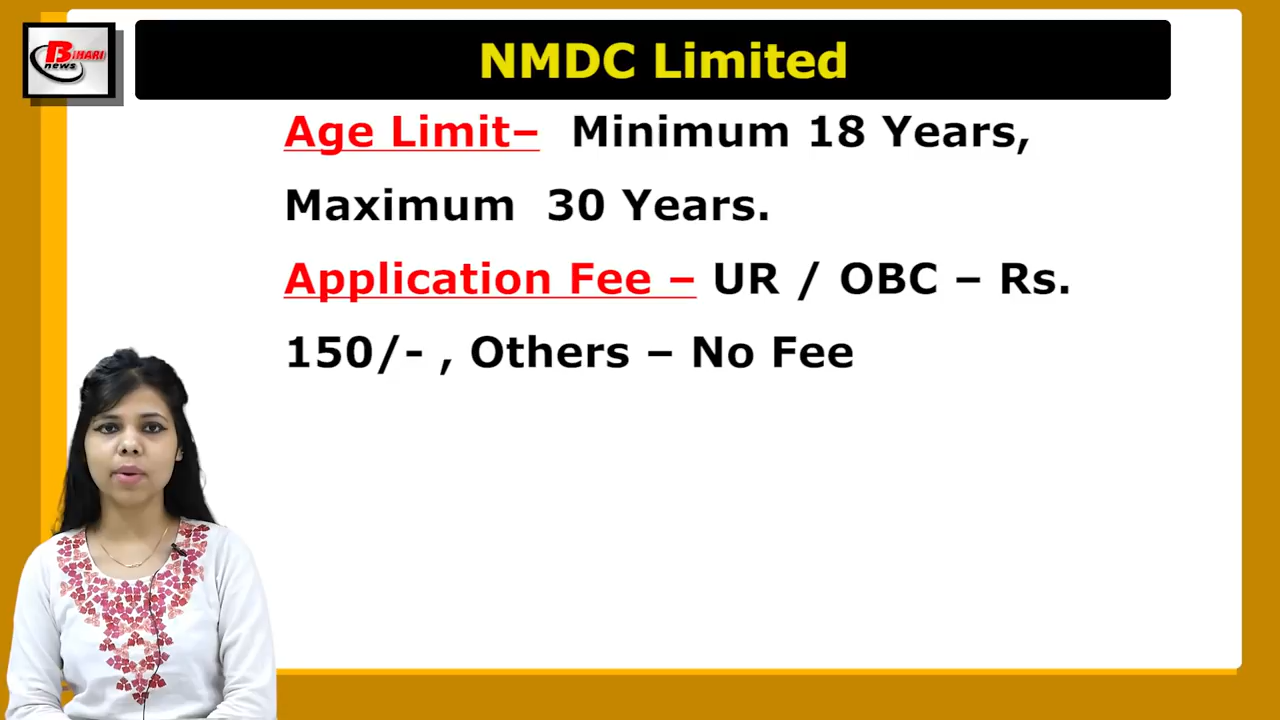 BIHARI
news
NMDC Limited
Age Limit– Minimum 18 Years,
Maximum 30 Years.
Application Fee – UR / OBC – Rs.
150/- , Others – No Fee